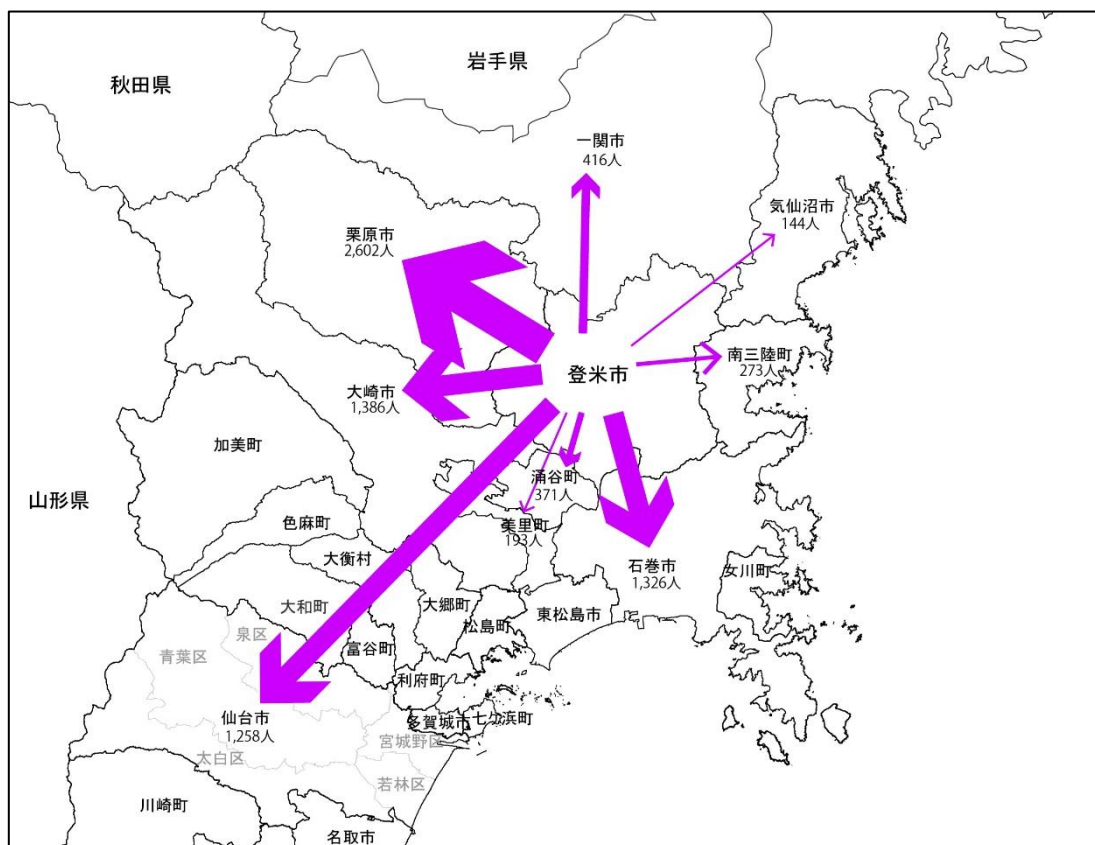 岩手県
秋田県
一関市
416人
気仙沼市
144人
栗原市
2,602人
南三陸町
273人
登米市
大崎市
1,386人
加美町
涌谷町
371人
山形県
美里町
193人
色麻町
大衡村
石巻市
1,326人
女川町
大和町
大郷町
東松島市
松島町
泉区
富谷町
青葉区
利府町
仙台市
1,258人
多賀城市
七ヶ浜町
宮城野区
太白区
若林区
川崎町
名取市